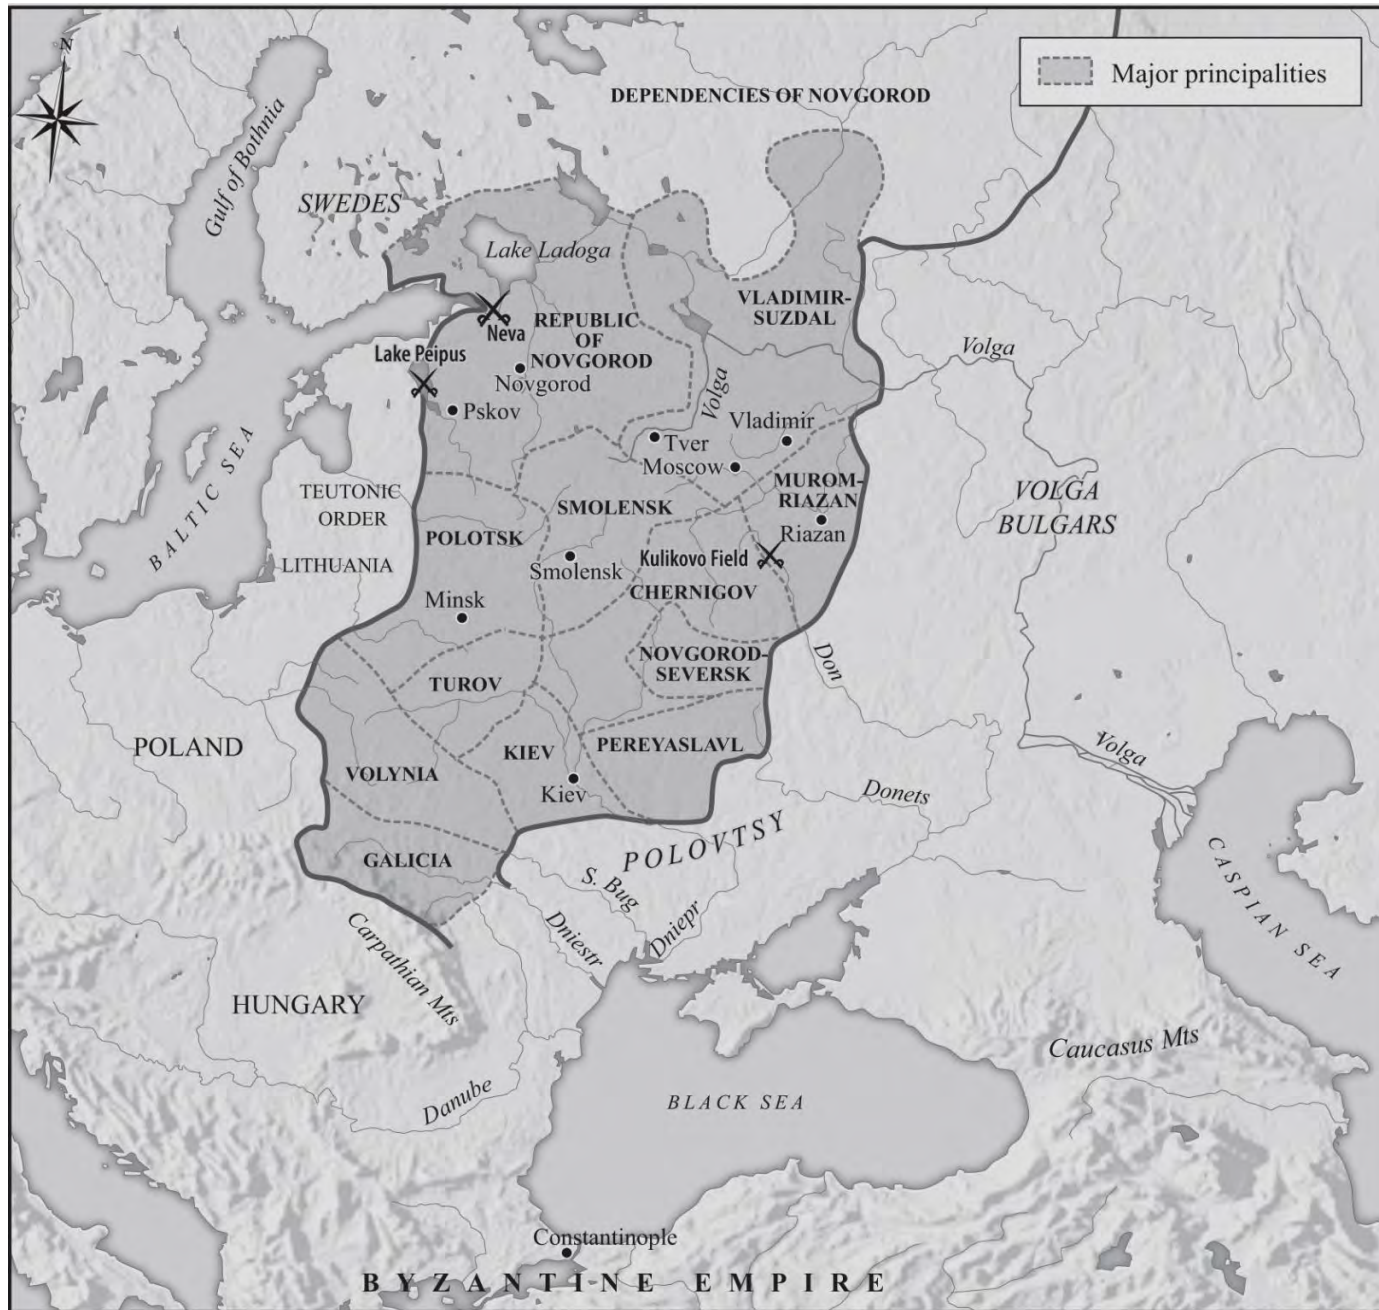 N
Major principalities
DEPENDENCIES OF NOVGOROD
Gulf of Bothnia
SWEDES
Lake Ladoga
VLADIMIR-
SUZDAL
Neva
REPUBLIC
OF
NOVGOROD
Lake Peipus
Novgorod
Volga
Volga
Pskov
Vladimir
Tver
Moscow
BALTIC SEA
TEUTONIC
ORDER
MUROM-
RIAZAN
VOLGA
BULGARS
SMOLENSK
POLOTSK
Riazan
Kulikovo Field
LITHUANIA
Smolensk
CHERNIGOV
Minsk
NOVGOROD-
SEVERSK
Don
TUROV
POLAND
KIEV
PEREYASLAVL
Volga
VOLYNIA
Kiev
Donets
POLOVTSY
GALICIA
S. Bug
CASPIAN SEA
Dniestr
Dniepr
Carpathian Mts
HUNGARY
Caucasus Mts
Danube
BLACK SEA
Constantinople
BYZANTINE EMPIRE